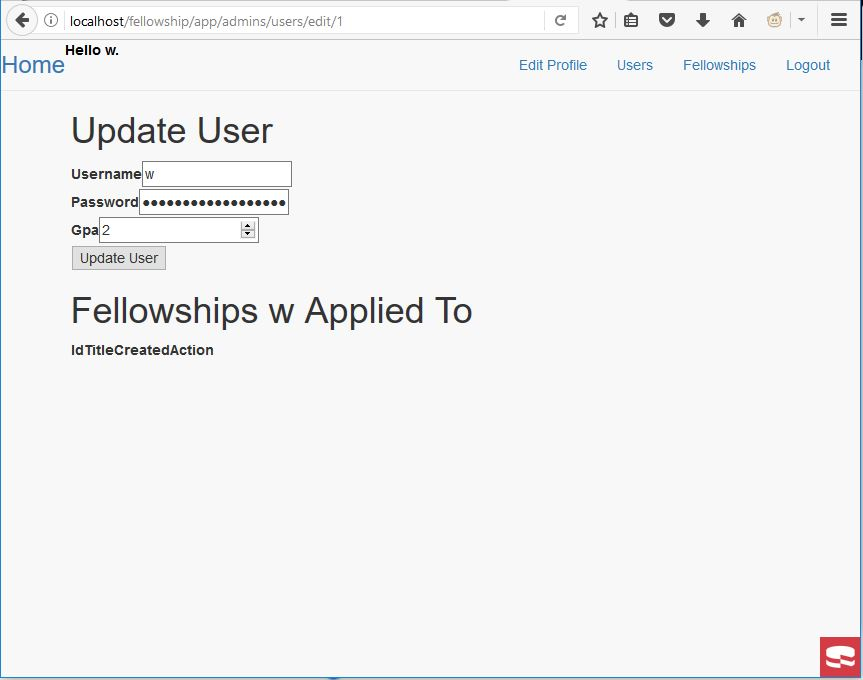 localhost/fellowship/app/admins/users/edit/1
Hello w.
Home Edit Profile Users Fellowships Logout
Update User
Username w
Password ••••••••••••••••••
Gpa 2
Update User
Fellowships w Applied To
IdTitleCreatedAction